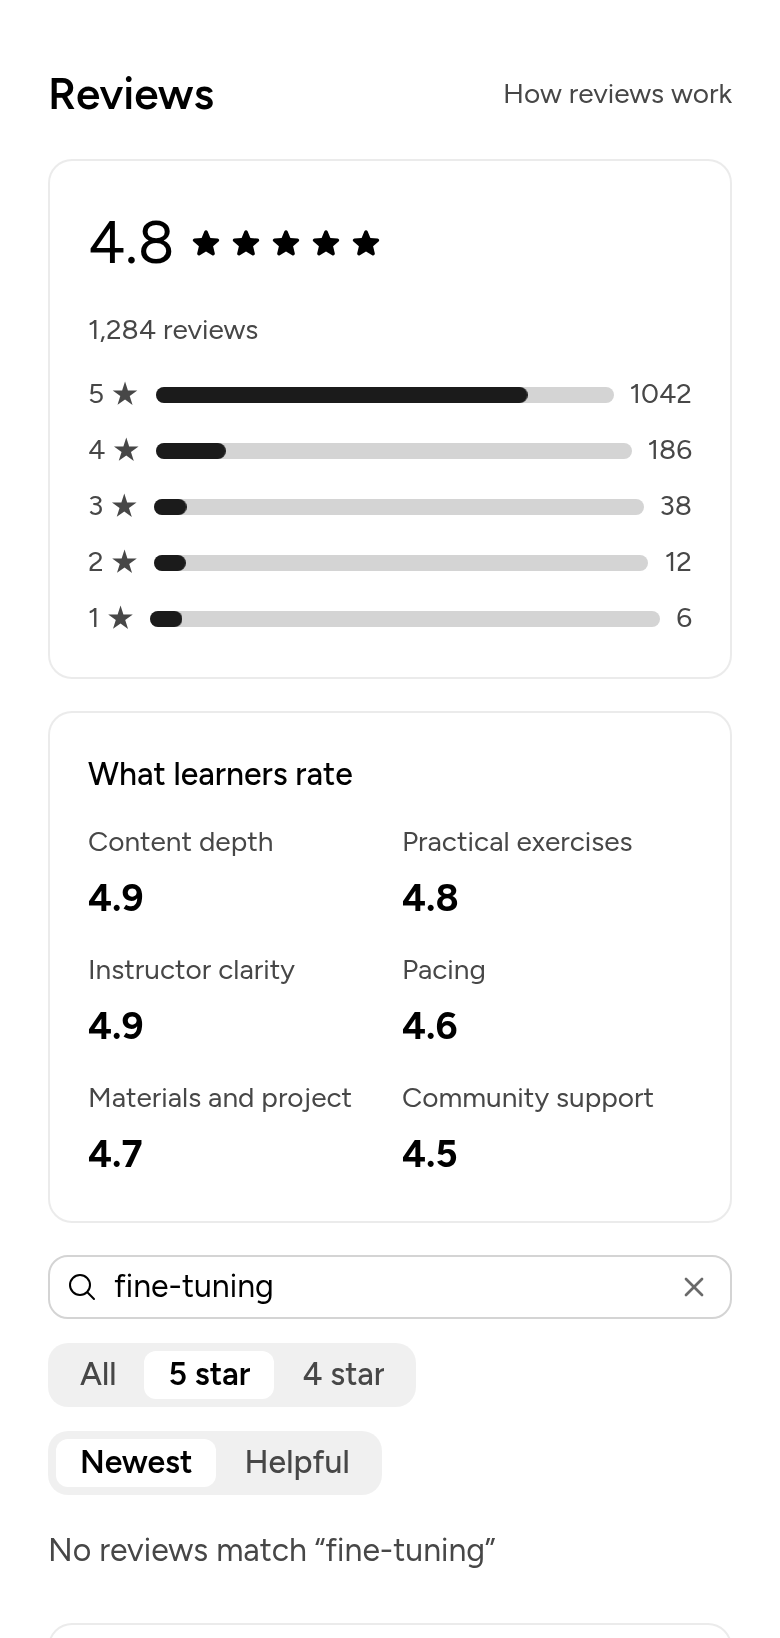 Reviews
How reviews work
4.8
1,284 reviews
5 ★ 1042
4 ★ 186
3 ★ 38
2 ★ 12
1 ★ 6
What learners rate
Content depth
Practical exercises
4.9
4.8
Instructor clarity
Pacing
4.9
4.6
Materials and project
Community support
4.7
4.5
fine-tuning
All 5 star 4 star
Newest Helpful
No reviews match “fine-tuning”